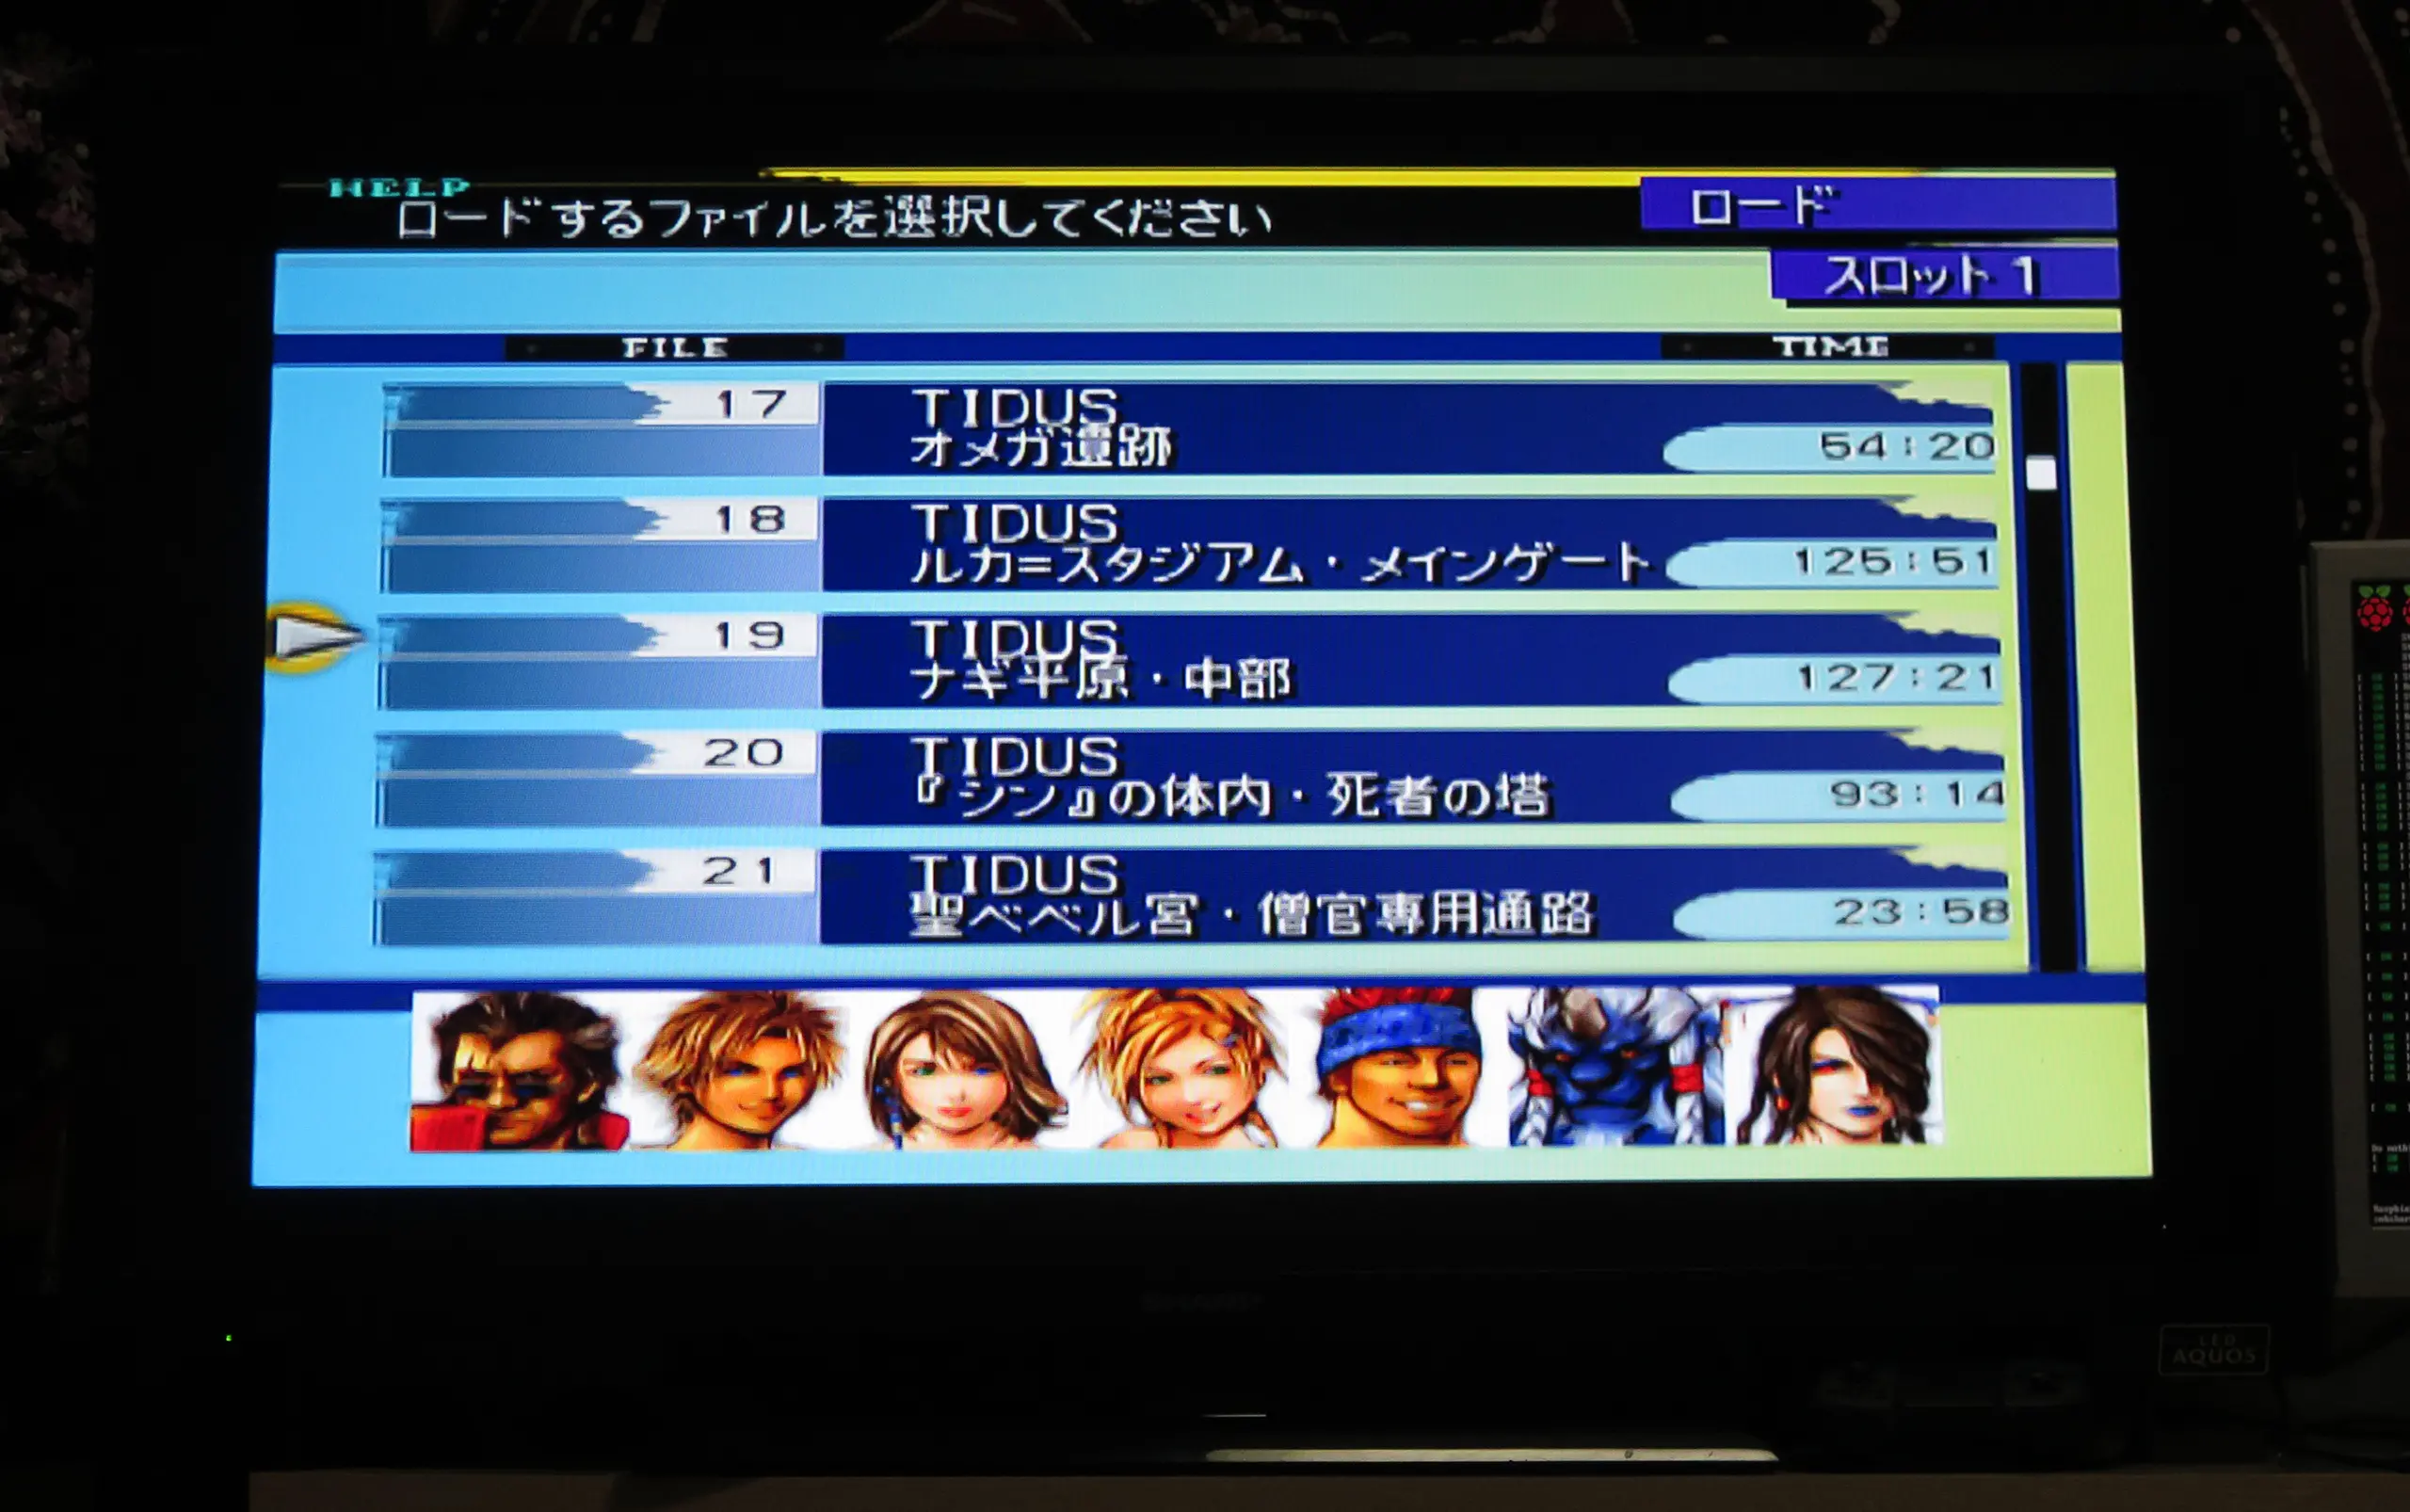 HELP
ロードするファイルを選択してください
ロード
スロット 1
FILE
TIME
17
TIDUS
オメガ遺跡
54:20
18
TIDUS
ルカ=スタジアム・メインゲート
125:51
19
TIDUS
ナギ平原・中部
127:21
20
TIDUS
『シン』の体内・死者の塔
93:14
21
TIDUS
聖ベベル宮・僧官専用通路
23:58
SHARP
LED
AQUOS